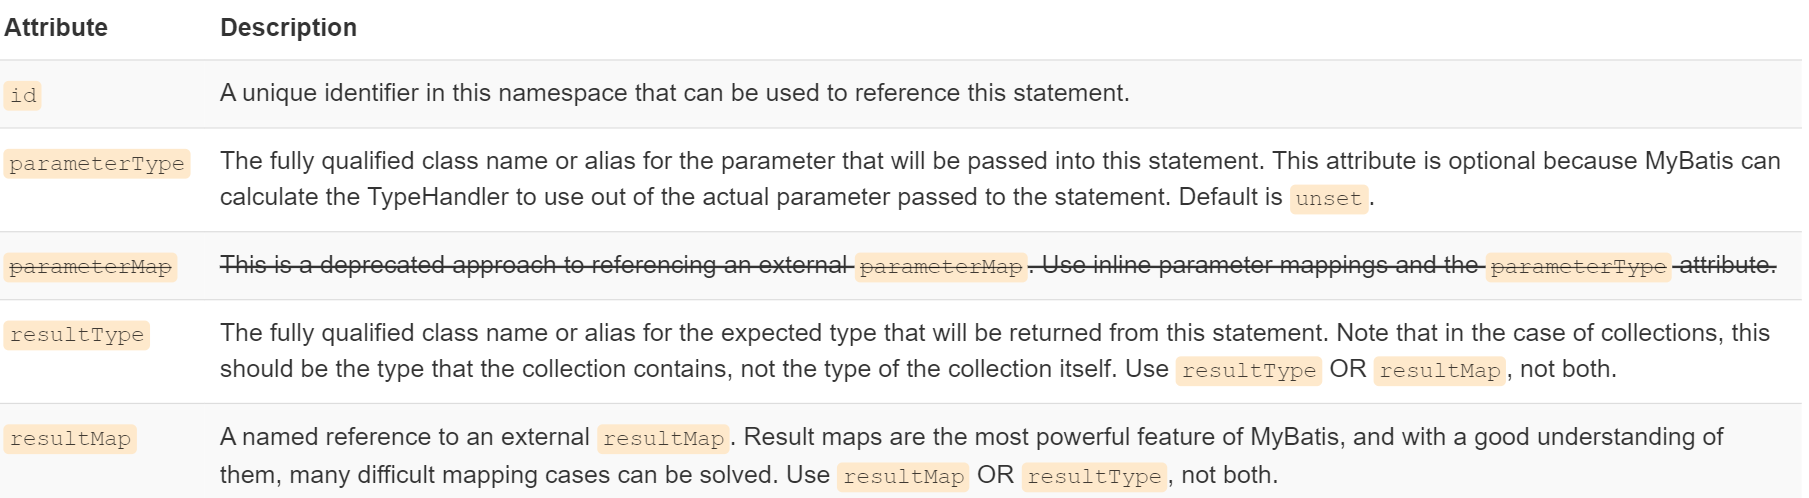 Attribute Description
id A unique identifier in this namespace that can be used to reference this statement.
parameterType The fully qualified class name or alias for the parameter that will be passed into this statement. This attribute is optional because MyBatis can
calculate the TypeHandler to use out of the actual parameter passed to the statement. Default is unset.
parameterMap This is a deprecated approach to referencing an external parameterMap. Use inline parameter mappings and the parameterType attribute.
resultType The fully qualified class name or alias for the expected type that will be returned from this statement. Note that in the case of collections, this
should be the type that the collection contains, not the type of the collection itself. Use resultType OR resultMap, not both.
resultMap A named reference to an external resultMap. Result maps are the most powerful feature of MyBatis, and with a good understanding of
them, many difficult mapping cases can be solved. Use resultMap OR resultType, not both.